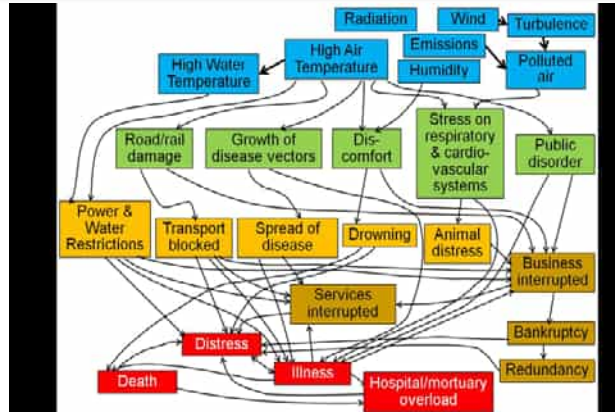 Radiation
Wind
Turbulence
High Water
Temperature
High Air
Temperature
Emissions
Humidity
Polluted
air
Road/rail
damage
Growth of
disease vectors
Dis-
comfort
Stress on
respiratory
& cardio-
vascular
systems
Public
disorder
Power &
Water
Restrictions
Transport
blocked
Spread of
disease
Drowning
Animal
distress
Business
interrupted
Services
interrupted
Bankruptcy
Distress
Redundancy
Death
Illness
Hospital/mortuary
overload